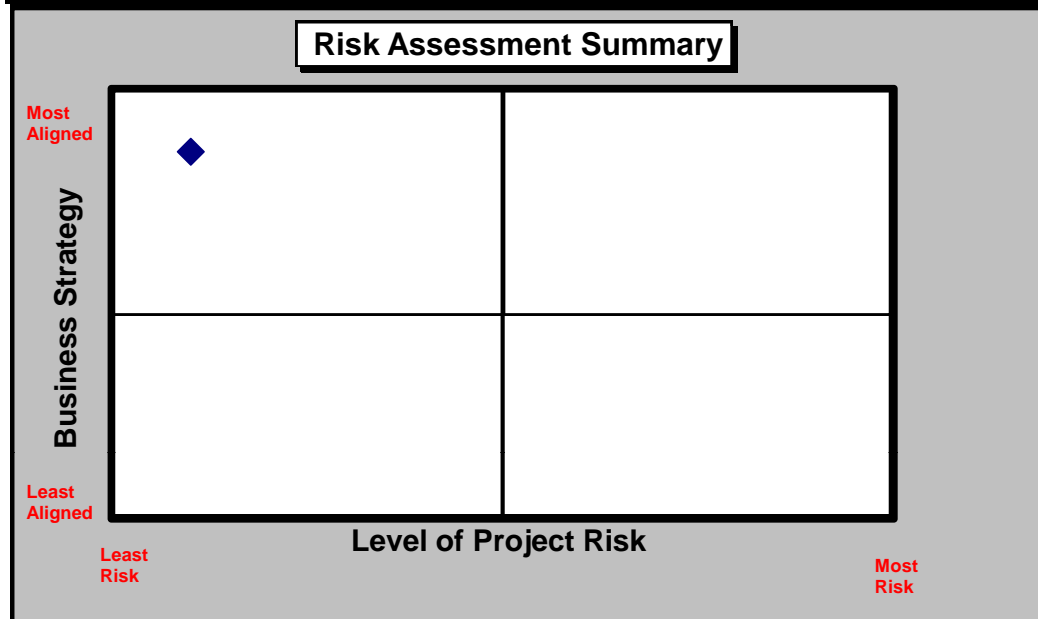 Risk Assessment Summary
Most
Aligned
Business Strategy
Least
Aligned
Level of Project Risk
Least
Risk
Most
Risk